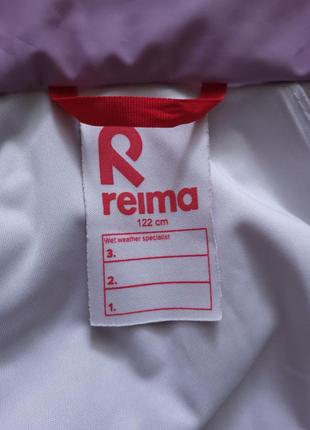 reima
122 cm
Wet weather specialist
3.
2.
1.